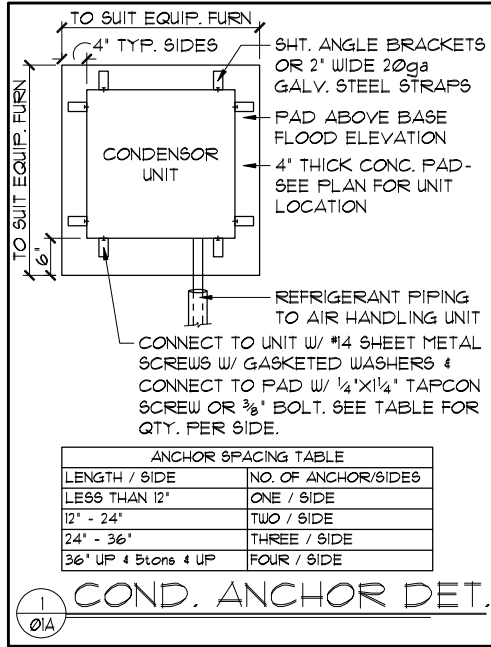 TO SUIT EQUIP. FURN
4" TYP. SIDES
SHT. ANGLE BRACKETS
OR 2" WIDE 20ga
GALV. STEEL STRAPS
PAD ABOVE BASE
FLOOD ELEVATION
4" THICK CONC. PAD-
SEE PLAN FOR UNIT
LOCATION
CONDENSOR
UNIT
TO SUIT EQUIP. FURN
6"
REFRIGERANT PIPING
TO AIR HANDLING UNIT
CONNECT TO UNIT W/ #14 SHEET METAL
SCREWS W/ GASKETED WASHERS &
CONNECT TO PAD W/ 1/4"X1 1/4" TAPCON
SCREW OR 3/8" BOLT. SEE TABLE FOR
QTY. PER SIDE.
ANCHOR SPACING TABLE
LENGTH / SIDE NO. OF ANCHOR/SIDES
LESS THAN 12" ONE / SIDE
12" - 24" TWO / SIDE
24" - 36" THREE / SIDE
36" UP & 5tons & UP FOUR / SIDE
1
01A
COND. ANCHOR DET.